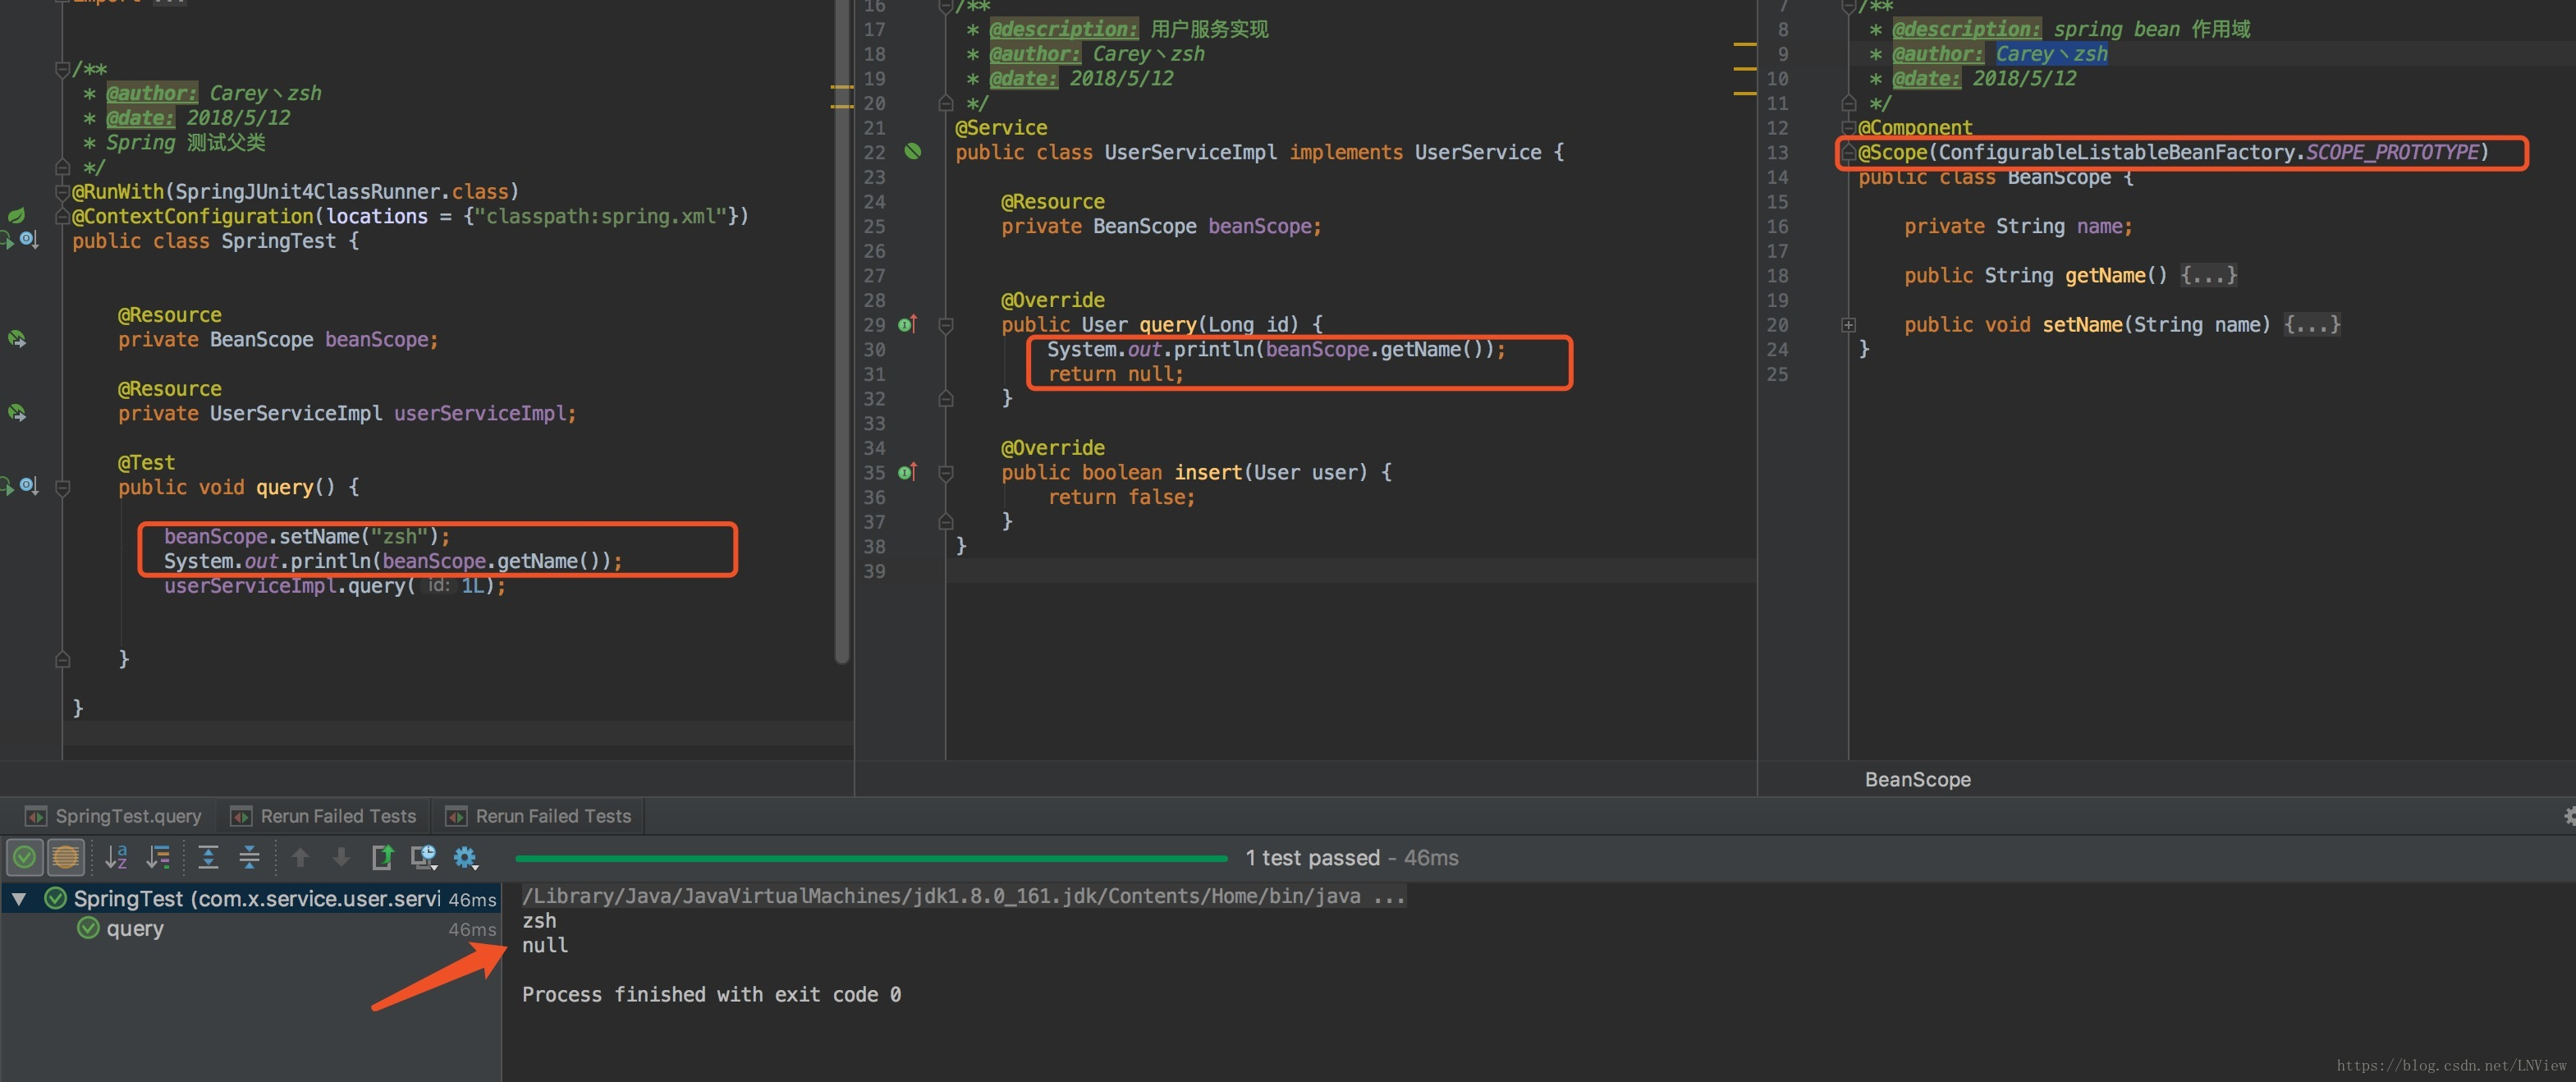 import ...
/**
* @author: Carey丶zsh
* @date: 2018/5/12
* Spring 测试父类
*/
@RunWith(SpringJUnit4ClassRunner.class)
@ContextConfiguration(locations = {"classpath:spring.xml"})
public class SpringTest {
@Resource
private BeanScope beanScope;
@Resource
private UserServiceImpl userServiceImpl;
@Test
public void query() {
beanScope.setName("zsh");
System.out.println(beanScope.getName());
userServiceImpl.query( id: 1L);
}
}
16 /**
17 * @description: 用户服务实现
18 * @author: Carey丶zsh
19 * @date: 2018/5/12
20 */
21 @Service
22 public class UserServiceImpl implements UserService {
23
24 @Resource
25 private BeanScope beanScope;
26
27
28 @Override
29 public User query(Long id) {
30 System.out.println(beanScope.getName());
31 return null;
32 }
33
34 @Override
35 public boolean insert(User user) {
36 return false;
37 }
38 }
39
7 /**
8 * @description: spring bean 作用域
9 * @author: Carey丶zsh
10 * @date: 2018/5/12
11 */
12 @Component
13 @Scope(ConfigurableListableBeanFactory.SCOPE_PROTOTYPE)
14 public class BeanScope {
15
16 private String name;
17
18 public String getName() {...}
19
20 public void setName(String name) {...}
24 }
25
BeanScope
SpringTest.query Rerun Failed Tests Rerun Failed Tests
1 test passed - 46ms
SpringTest (com.x.service.user.servi 46ms
query 46ms
/Library/Java/JavaVirtualMachines/jdk1.8.0_161.jdk/Contents/Home/bin/java ...
zsh
null
Process finished with exit code 0
https://blog.csdn.net/LNView